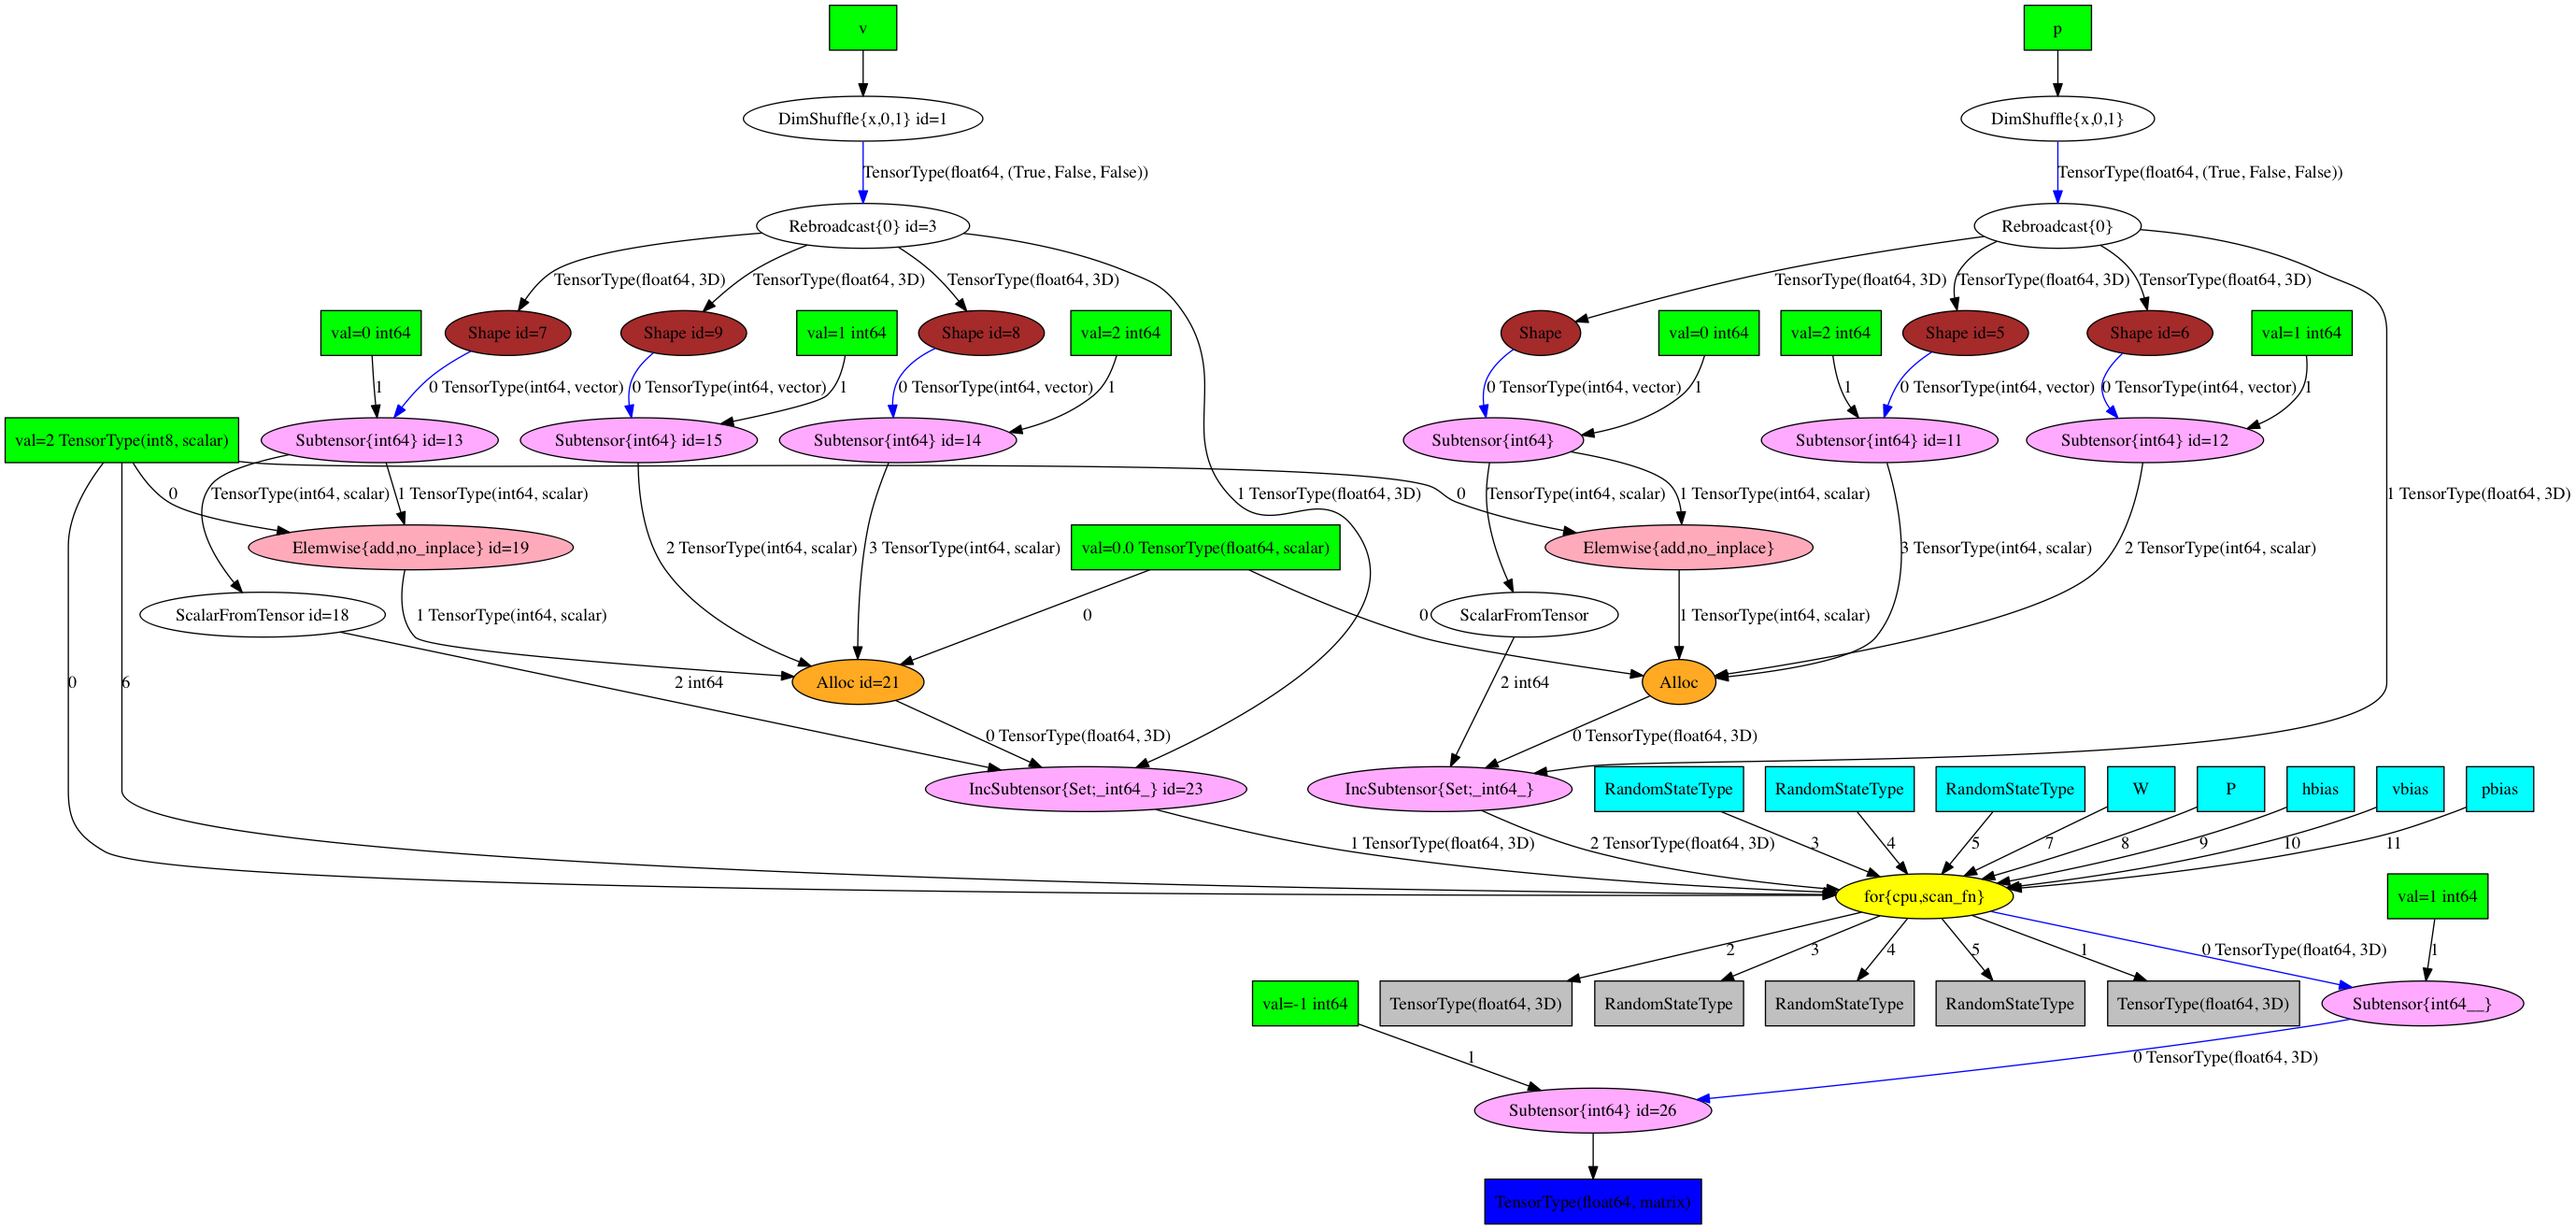 v
p
DimShuffle{x,0,1} id=1
DimShuffle{x,0,1}
TensorType(float64, (True, False, False))
TensorType(float64, (True, False, False))
Rebroadcast{0} id=3
Rebroadcast{0}
TensorType(float64, 3D)
TensorType(float64, 3D)
TensorType(float64, 3D)
TensorType(float64, 3D)
TensorType(float64, 3D)
TensorType(float64, 3D)
val=0 int64
Shape id=7
Shape id=9
val=1 int64
Shape id=8
val=2 int64
Shape
val=0 int64
val=2 int64
Shape id=5
Shape id=6
val=1 int64
1
0 TensorType(int64, vector)
0 TensorType(int64, vector)
1
0 TensorType(int64, vector)
1
0 TensorType(int64, vector)
1
1
0 TensorType(int64, vector)
0 TensorType(int64, vector)
1
val=2 TensorType(int8, scalar)
Subtensor{int64} id=13
Subtensor{int64} id=15
Subtensor{int64} id=14
Subtensor{int64}
Subtensor{int64} id=11
Subtensor{int64} id=12
0
TensorType(int64, scalar)
1 TensorType(int64, scalar)
1 TensorType(float64, 3D)
0
TensorType(int64, scalar)
1 TensorType(int64, scalar)
1 TensorType(float64, 3D)
Elemwise{add,no_inplace} id=19
2 TensorType(int64, scalar)
3 TensorType(int64, scalar)
val=0.0 TensorType(float64, scalar)
Elemwise{add,no_inplace}
3 TensorType(int64, scalar)
2 TensorType(int64, scalar)
ScalarFromTensor id=18
1 TensorType(int64, scalar)
0
0
ScalarFromTensor
1 TensorType(int64, scalar)
0
6
2 int64
Alloc id=21
2 int64
Alloc
0 TensorType(float64, 3D)
0 TensorType(float64, 3D)
IncSubtensor{Set;_int64_} id=23
IncSubtensor{Set;_int64_}
RandomStateType
RandomStateType
RandomStateType
W
P
hbias
vbias
pbias
1 TensorType(float64, 3D)
2 TensorType(float64, 3D)
3
4
5
7
8
9
10
11
for{cpu,scan_fn}
val=1 int64
2
3
4
5
1
0 TensorType(float64, 3D)
1
val=-1 int64
TensorType(float64, 3D)
RandomStateType
RandomStateType
RandomStateType
TensorType(float64, 3D)
Subtensor{int64__}
1
0 TensorType(float64, 3D)
Subtensor{int64} id=26
TensorType(float64, matrix)